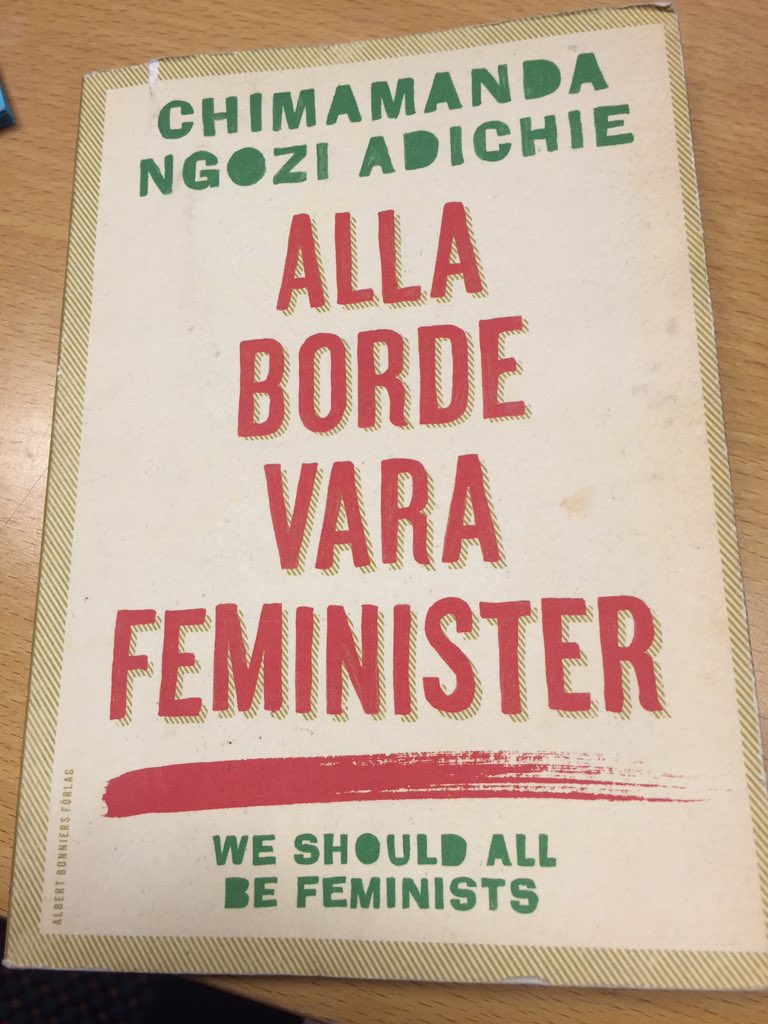 CHIMAMANDA
NGOZI ADICHIE
ALLA
BORDE
VARA
FEMINISTER
WE SHOULD ALL
BE FEMINISTS
ALBERT BONNIERS FÖRLAG